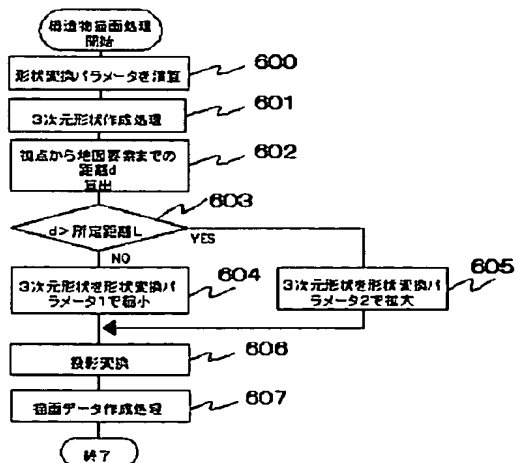 構造物描画処理
開始
形状変換パラメータを演算
600
3次元形状作成処理
601
視点から地図要素までの
距離d
算出
602
603
d>所定距離L
YES
NO
3次元形状を形状変換パ
ラメータ1で縮小
604
3次元形状を形状変換パ
ラメータ2で拡大
605
投影変換
606
描画データ作成処理
607
終了